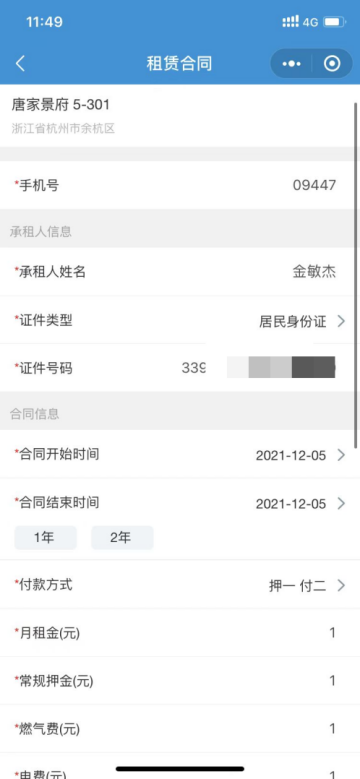 11:49
4G
租赁合同
唐家景府 5-301
浙江省杭州市余杭区
*手机号 09447
承租人信息
*承租人姓名 金敏杰
*证件类型 居民身份证
*证件号码 339
合同信息
*合同开始时间 2021-12-05
*合同结束时间 2021-12-05
1年 2年
*付款方式 押一 付二
*月租金(元) 1
*常规押金(元) 1
*燃气费(元) 1
*电费(元) 1